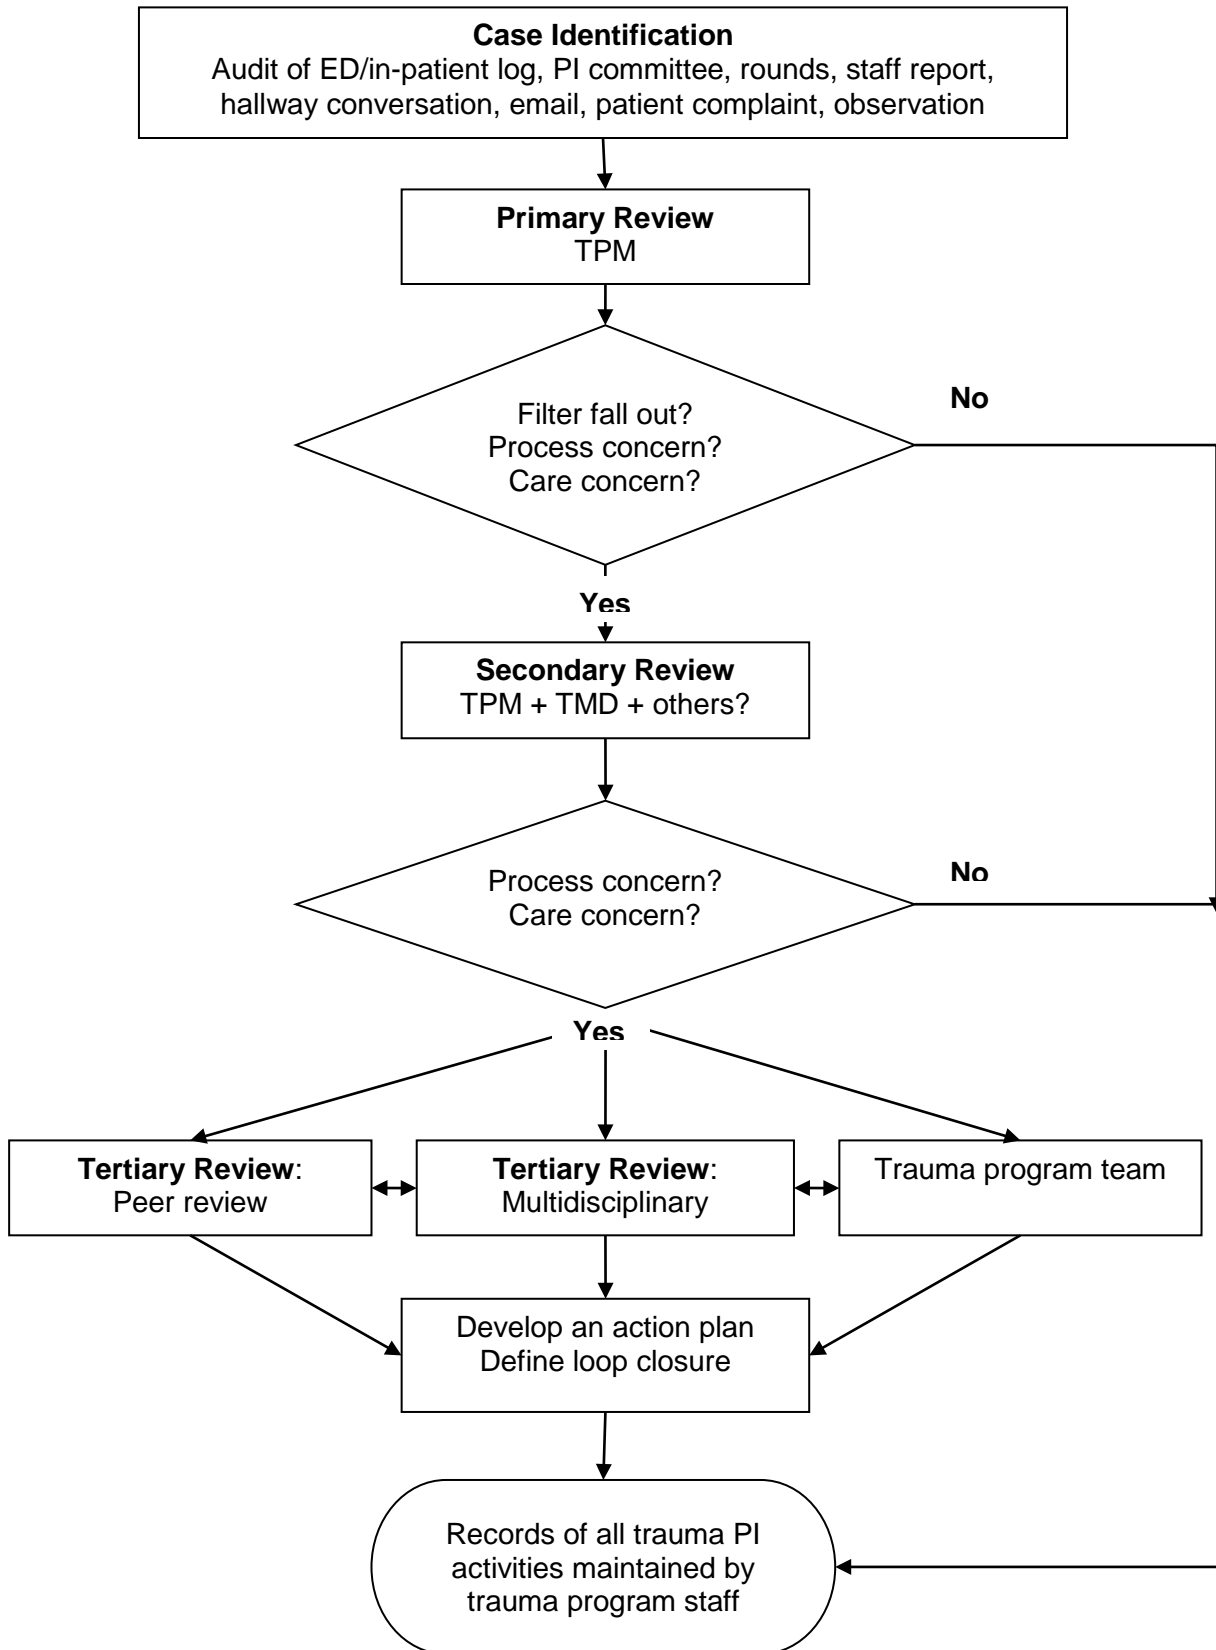 Case Identification
Audit of ED/in-patient log, PI committee, rounds, staff report,
hallway conversation, email, patient complaint, observation
Primary Review
TPM
Filter fall out?
Process concern?
Care concern?
No
Yes
Secondary Review
TPM + TMD + others?
Process concern?
Care concern?
No
Yes
Tertiary Review:
Peer review
Tertiary Review:
Multidisciplinary
Trauma program team
Develop an action plan
Define loop closure
Records of all trauma PI
activities maintained by
trauma program staff